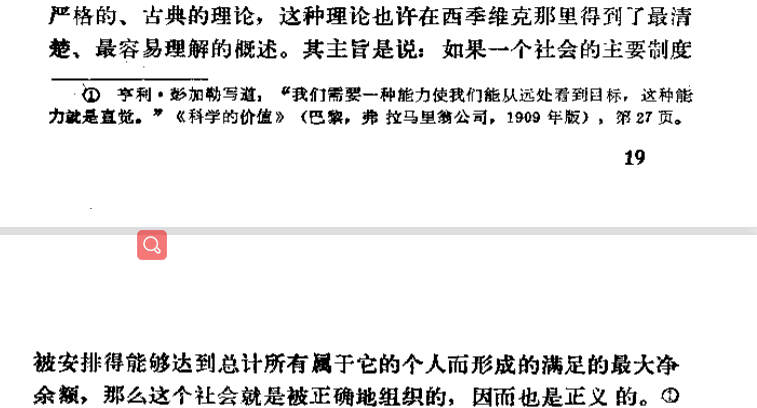 严格的、古典的理论，这种理论也许在西季维克那里得到了最清
楚、最容易理解的概述。其主旨是说：如果一个社会的主要制度
① 亨利·彭加勒写道，“我们需要一种能力使我们能从远处看到目标，这种能
力就是直觉。”《科学的价值》（巴黎，弗拉马里翁公司，1909 年版），第 27 页。
19
被安排得能够达到总计所有属于它的个人而形成的满足的最大净
余额，那么这个社会就是被正确地组织的，因而也是正义的。①